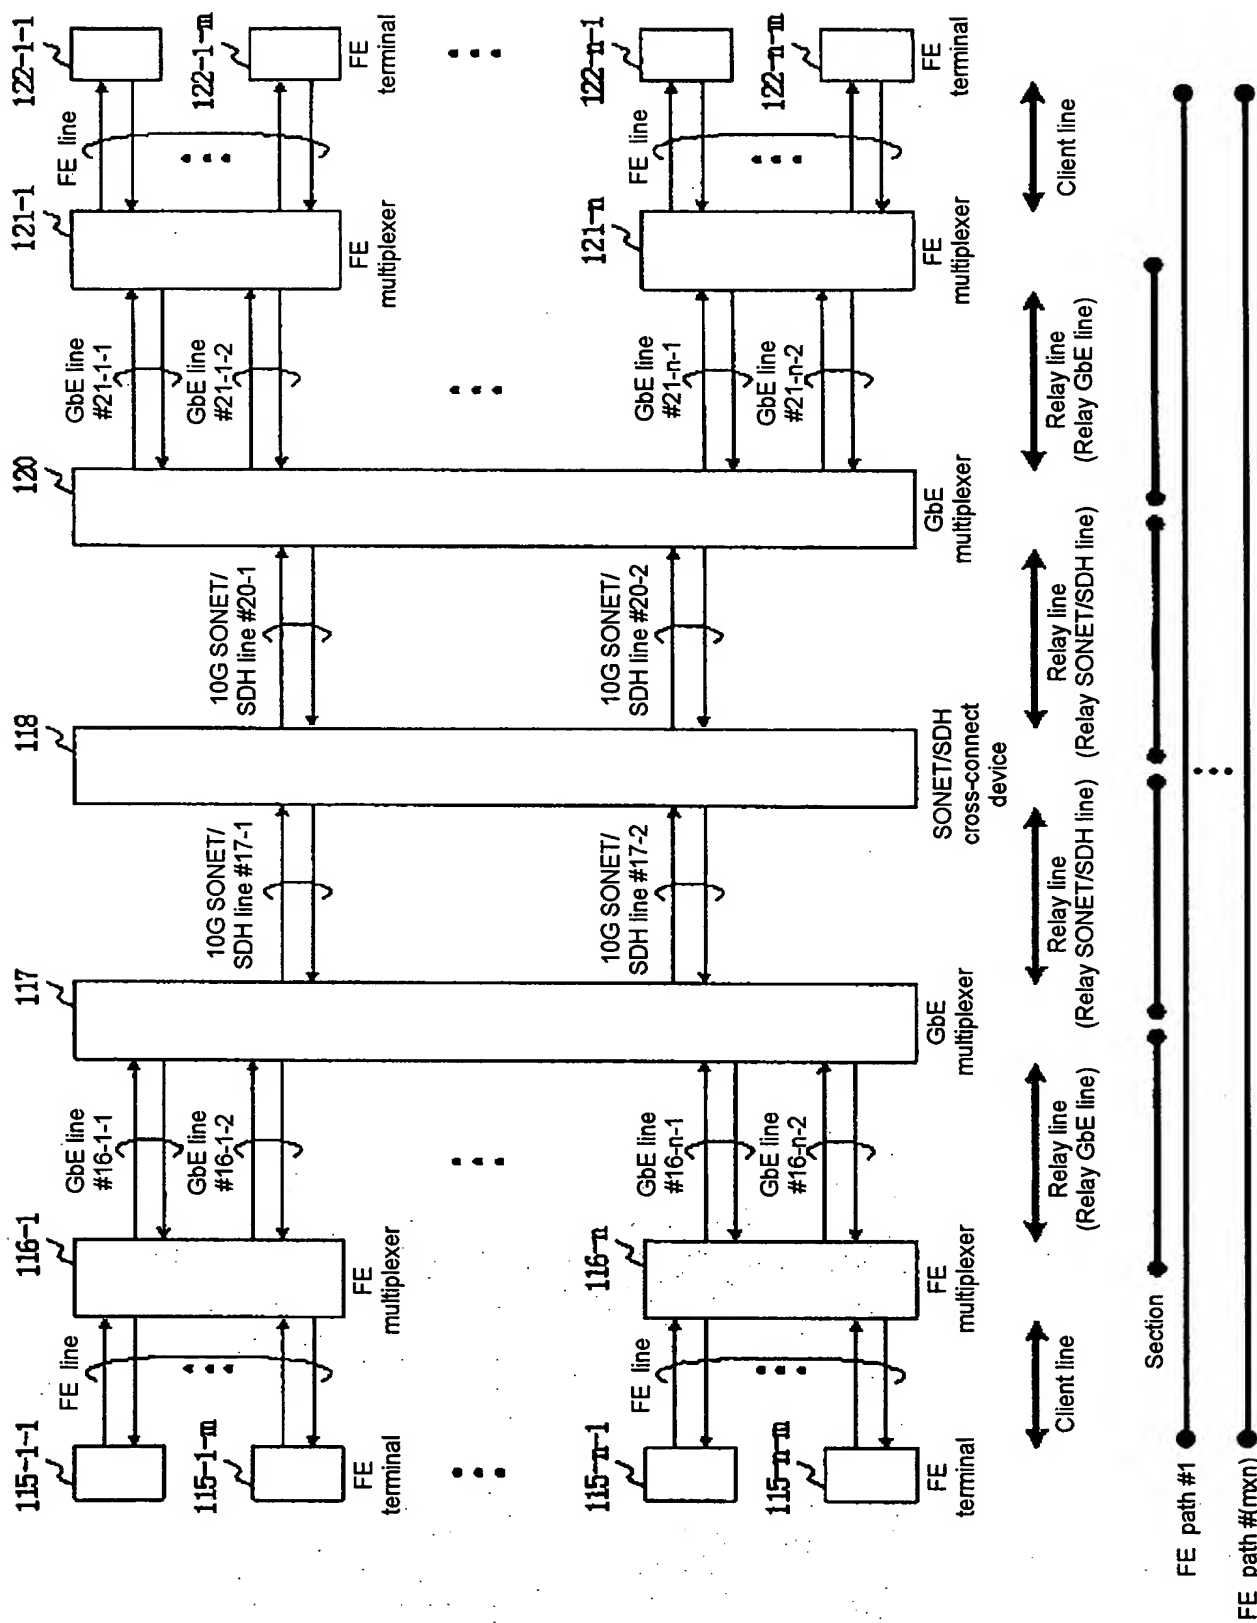 115-1-1
115-1-m
FE
terminal
FE line
116-1
FE
multiplexer
GbE line
#16-1-1
GbE line
#16-1-2
117
GbE
multiplexer
10G SONET/
SDH line #17-1
118
SONET/SDH
cross-connect
device
10G SONET/
SDH line #20-1
120
GbE
multiplexer
GbE line
#21-1-1
GbE line
#21-1-2
121-1
FE
multiplexer
FE line
122-1-1
122-1-m
FE
terminal
115-n-1
115-n-m
FE
terminal
FE line
116-n
FE
multiplexer
GbE line
#16-n-1
GbE line
#16-n-2
10G SONET/
SDH line #17-2
10G SONET/
SDH line #20-2
GbE line
#21-n-1
GbE line
#21-n-2
121-n
FE
multiplexer
FE line
122-n-1
122-n-m
FE
terminal
Client line
Relay line
(Relay GbE line)
Relay line
(Relay SONET/SDH line)
Relay line
(Relay SONET/SDH line)
Relay line
(Relay GbE line)
Client line
Section
FE path #1
FE path #(mxn)